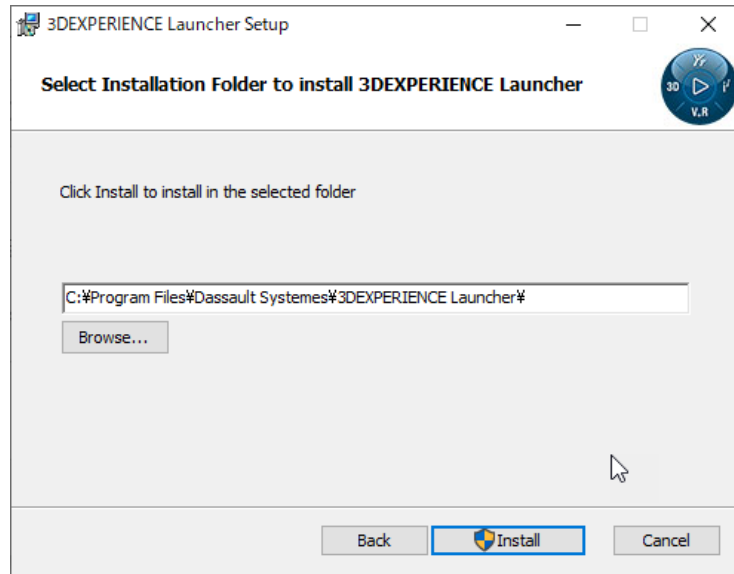 3DEXPERIENCE Launcher Setup
Select Installation Folder to install 3DEXPERIENCE Launcher
3D
V.R
Click Install to install in the selected folder
C:¥Program Files¥Dassault Systemes¥3DEXPERIENCE Launcher¥
Browse...
Back
Install
Cancel